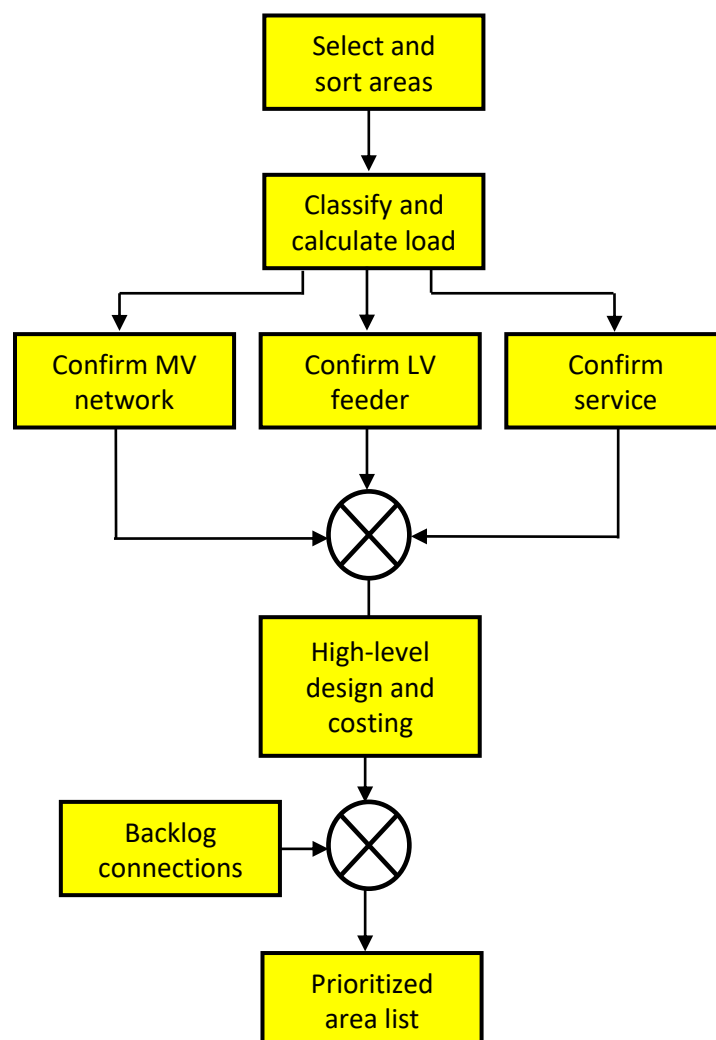 Select and
sort areas
Classify and
calculate load
Confirm MV
network
Confirm LV
feeder
Confirm
service
High-level
design and
costing
Backlog
connections
Prioritized
area list